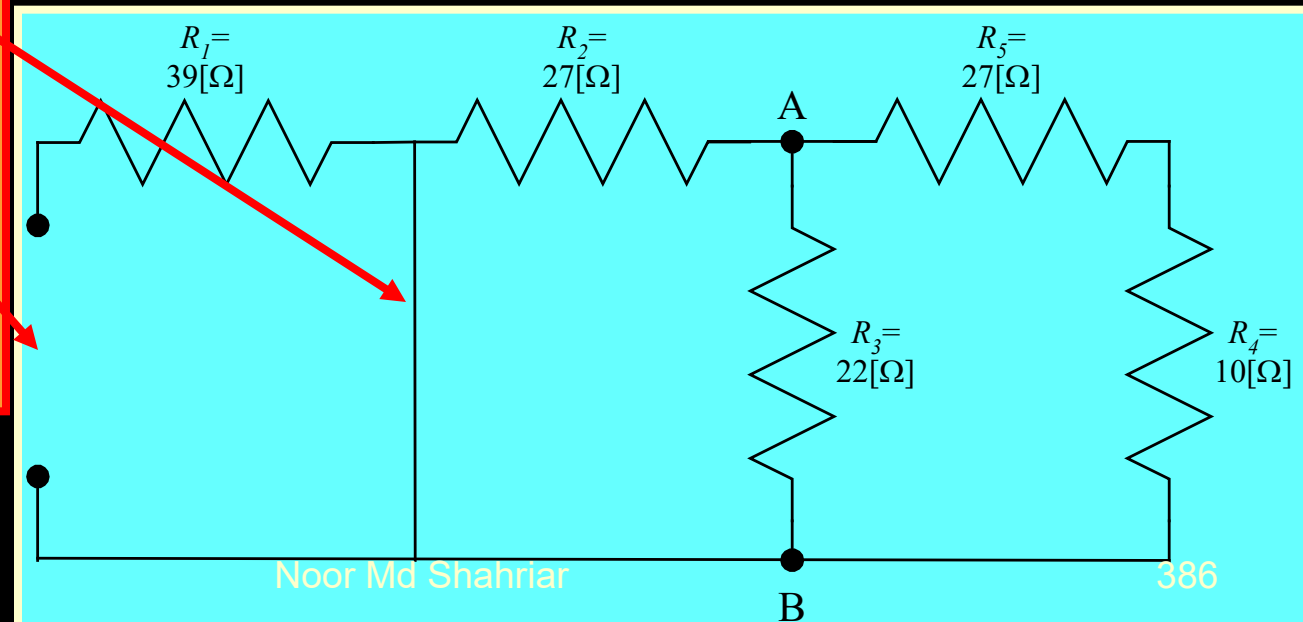 R₁=
39[Ω]
R₂=
27[Ω]
R₅=
27[Ω]
A
R₃=
22[Ω]
R₄=
10[Ω]
Noor Md Shahriar
386
B